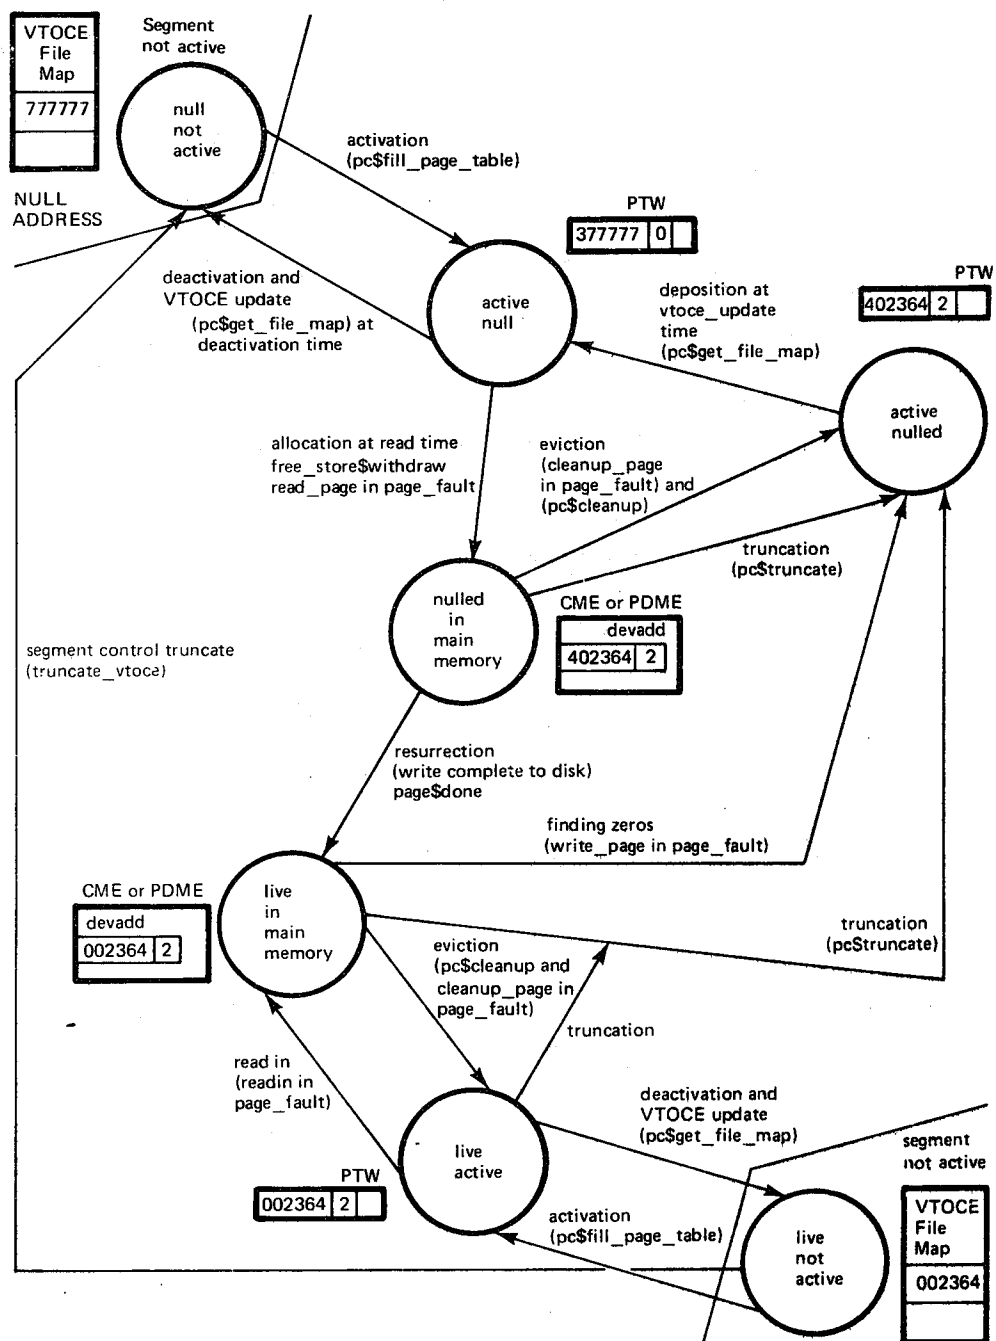 VTOCE
File
Map
777777
NULL
ADDRESS
Segment
not active
null
not
active
activation
(pc$fill_page_table)
PTW
377777 0
PTW
402364 2
deactivation and
VTOCE update
(pc$get_file_map) at
deactivation time
active
null
deposition at
vtoce_update
time
(pc$get_file_map)
active
nulled
allocation at read time
free_store$withdraw
read_page in page_fault
eviction
(cleanup_page
in page_fault) and
(pc$cleanup)
truncation
(pc$truncate)
nulled
in
main
memory
CME or PDME
devadd
402364 2
segment control truncate
(truncate_vtoce)
resurrection
(write complete to disk)
page$done
finding zeros
(write_page in page_fault)
CME or PDME
devadd
002364 2
live
in
main
memory
eviction
(pc$cleanup and
cleanup_page in
page_fault)
truncation
(pc$truncate)
truncation
read in
(readin in
page_fault)
live
active
PTW
002364 2
deactivation and
VTOCE update
(pc$get_file_map)
segment
not active
activation
(pc$fill_page_table)
live
not
active
VTOCE
File
Map
002364